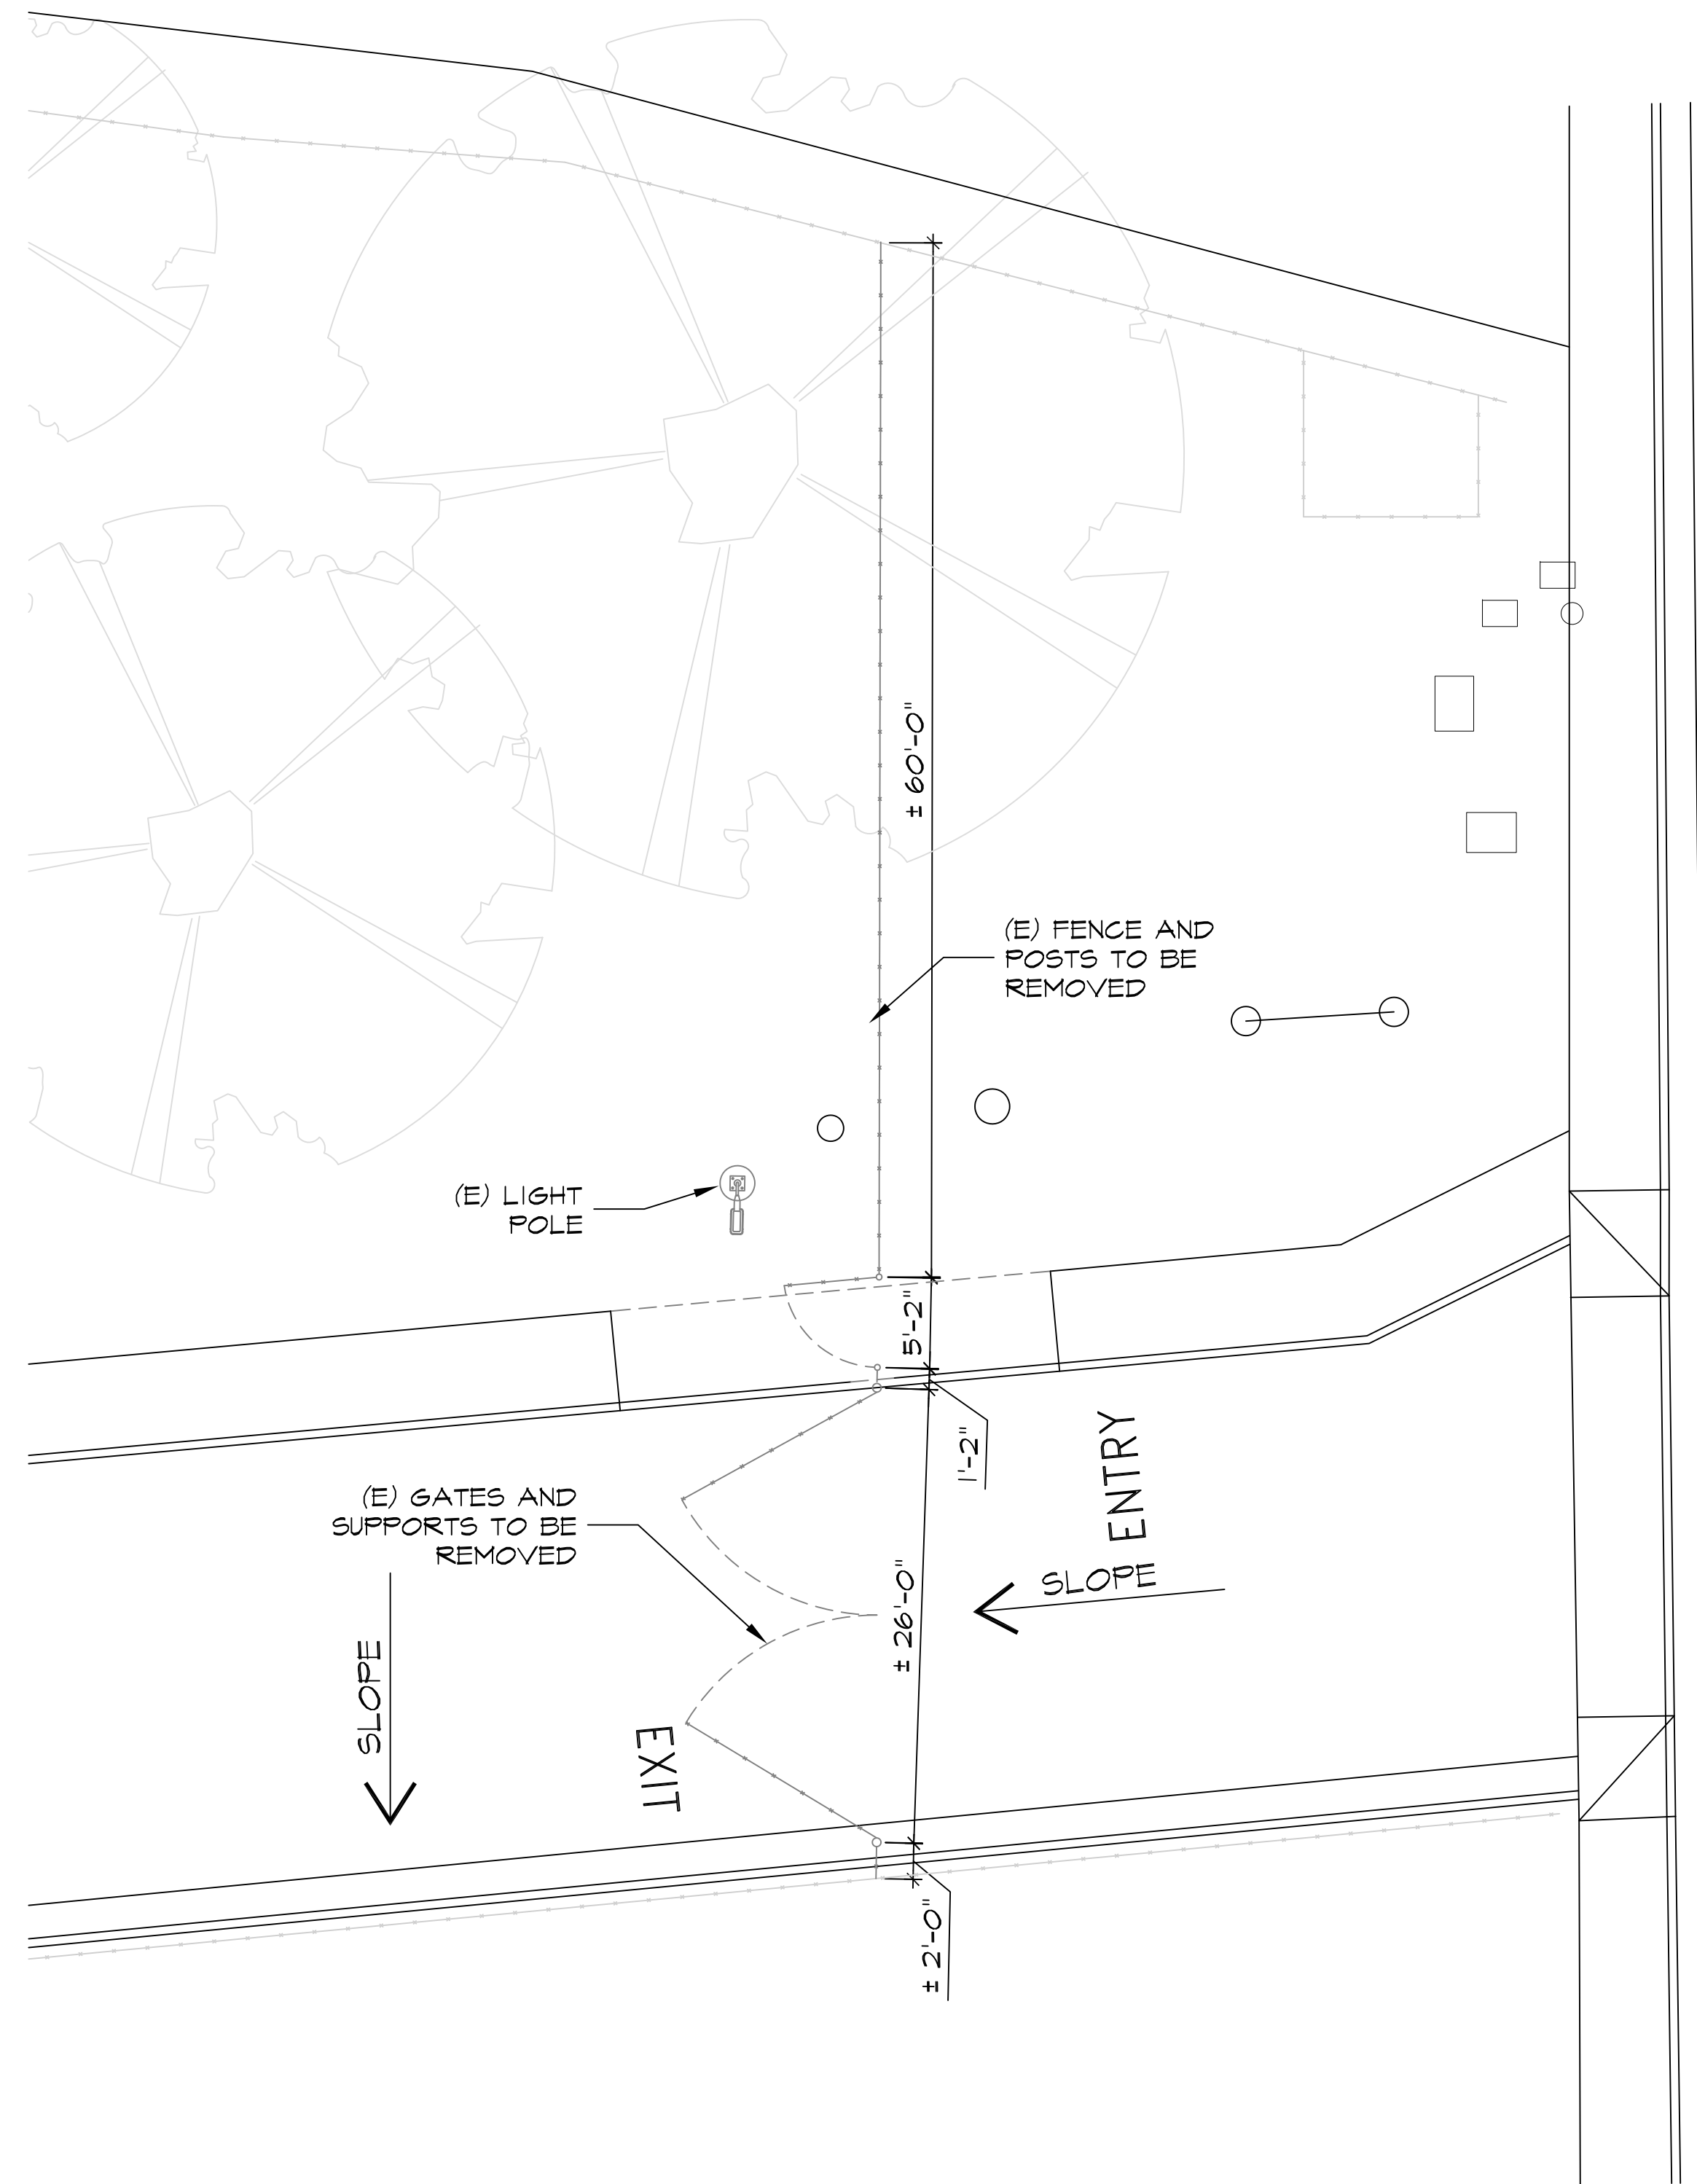 ± 60'-0"
(E) FENCE AND
POSTS TO BE
REMOVED
(E) LIGHT
POLE
5'-2"
1'-2"
ENTRY
SLOPE
(E) GATES AND
SUPPORTS TO BE
REMOVED
± 26'-0"
SLOPE
EXIT
± 2'-0"